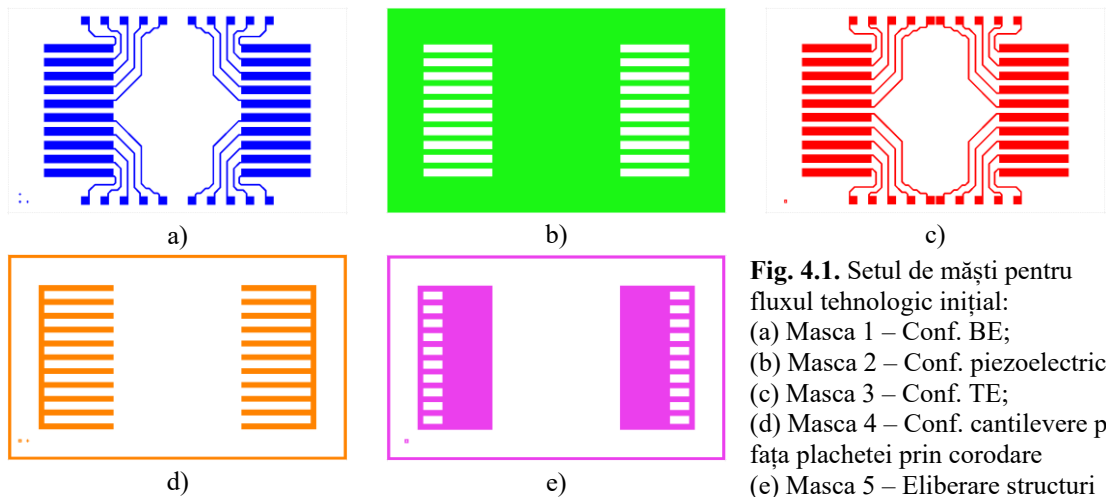 a)
b)
c)
d)
e)
Fig. 4.1. Setul de măști pentru
fluxul tehnologic inițial:
(a) Masca 1 – Conf. BE;
(b) Masca 2 – Conf. piezoelectric
(c) Masca 3 – Conf. TE;
(d) Masca 4 – Conf. cantilevere p
fața plachetei prin corodare
(e) Masca 5 – Eliberare structuri